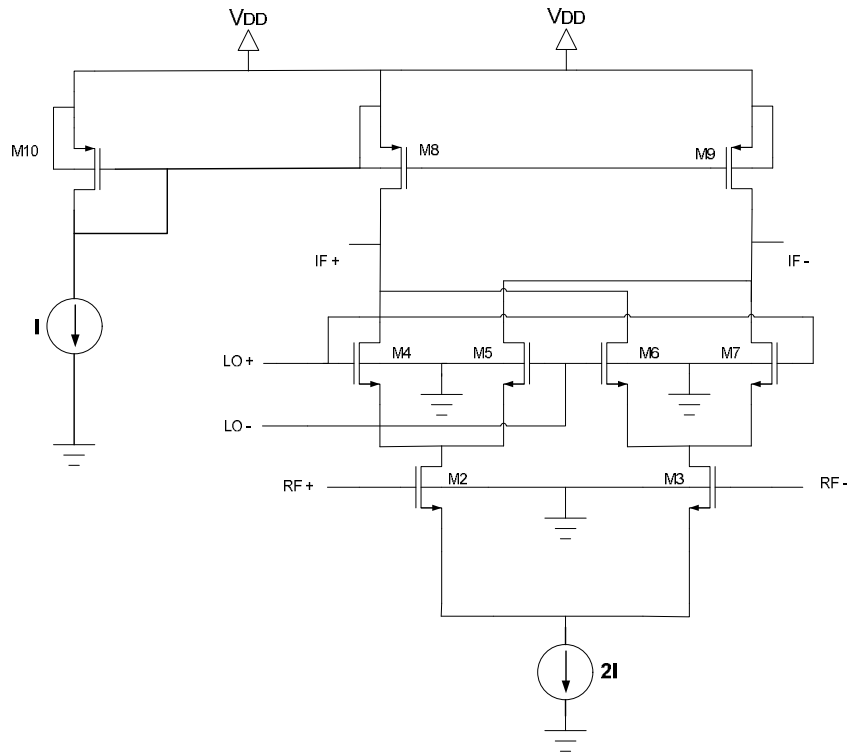 VDD
VDD
M10
M8
M9
IF +
IF -
I
LO+
M4
M5
M6
M7
LO-
RF+
M2
M3
RF-
2I